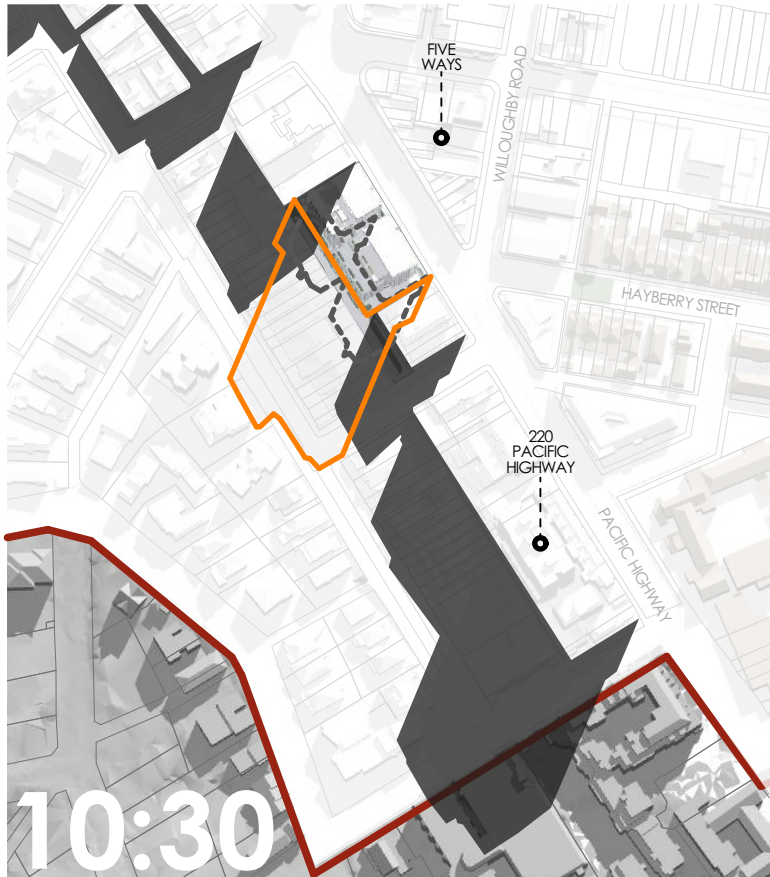 FIVE
WAYS
WILLOUGHBY ROAD
HAYBERRY STREET
220
PACIFIC
HIGHWAY
PACIFIC HIGHWAY
10:30